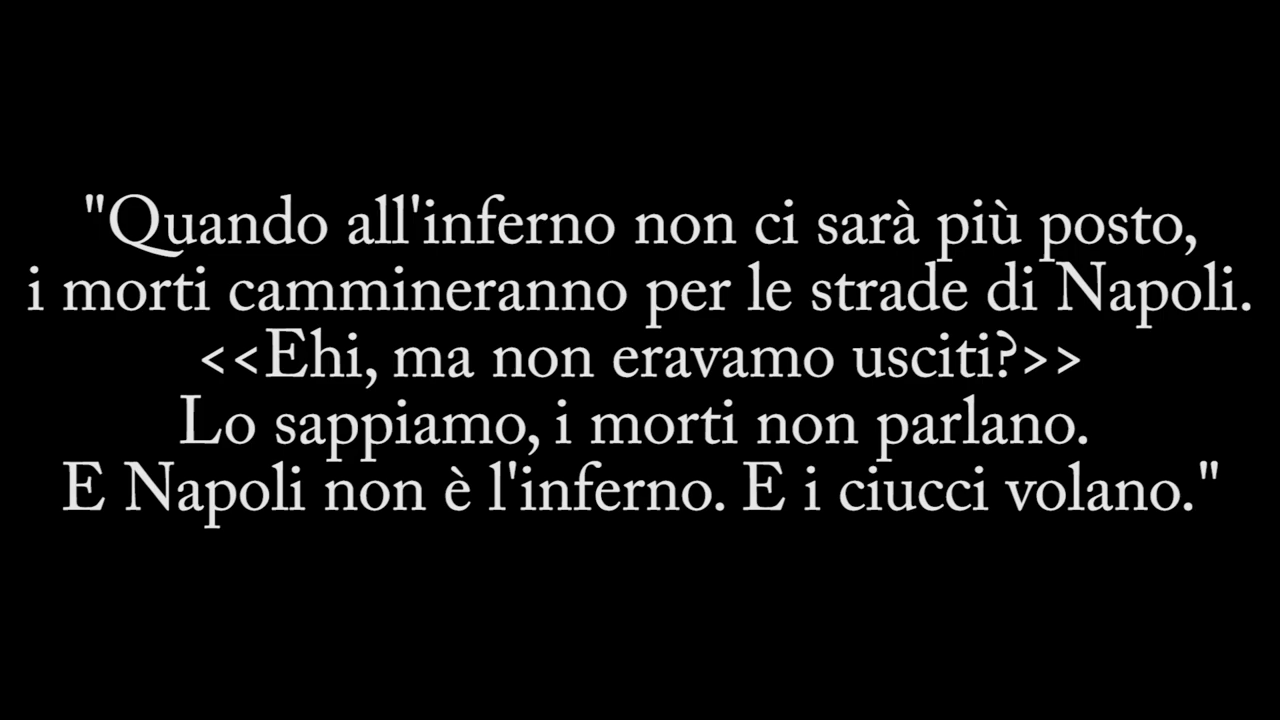 "Quando all'inferno non ci sarà più posto,
i morti cammineranno per le strade di Napoli.
<<Ehi, ma non eravamo usciti?>>
Lo sappiamo, i morti non parlano.
E Napoli non è l'inferno. E i ciucci volano."